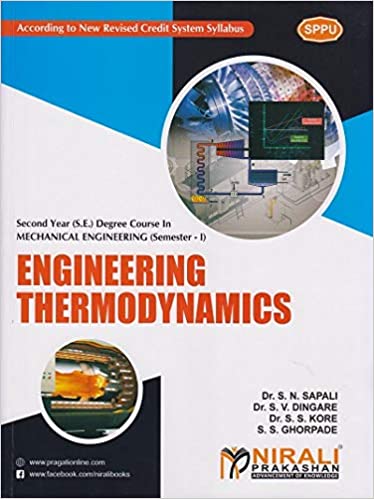 According to New Revised Credit System Syllabus
SPPU
Second Year (S.E.) Degree Course In
MECHANICAL ENGINEERING (Semester - I)
ENGINEERING
THERMODYNAMICS
Dr. S. N. SAPALI
Dr. S. V. DINGARE
Dr. S. S. KORE
S. S. GHORPADE
www.pragationline.com
www.facebook.com/niralibooks
NIRALI
PRAKASHAN
ADVANCEMENT OF KNOWLEDGE